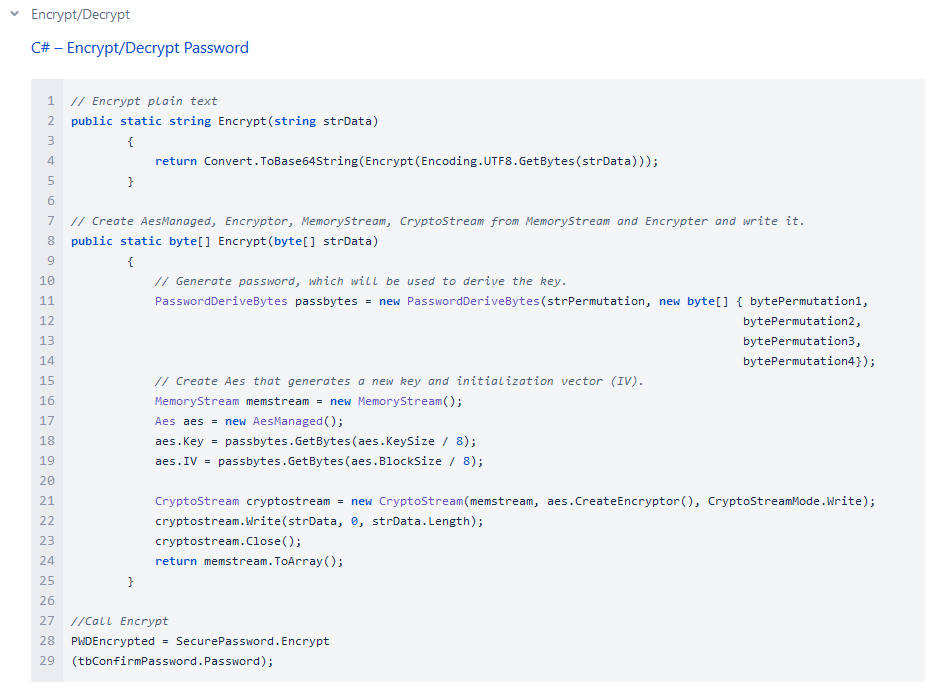 Encrypt/Decrypt
C# – Encrypt/Decrypt Password
1 // Encrypt plain text
2 public static string Encrypt(string strData)
3 {
4 return Convert.ToBase64String(Encrypt(Encoding.UTF8.GetBytes(strData)));
5 }
6
7 // Create AesManaged, Encryptor, MemoryStream, CryptoStream from MemoryStream and Encrypter and write it.
8 public static byte[] Encrypt(byte[] strData)
9 {
10 // Generate password, which will be used to derive the key.
11 PasswordDeriveBytes passbytes = new PasswordDeriveBytes(strPermutation, new byte[] { bytePermutation1,
12 bytePermutation2,
13 bytePermutation3,
14 bytePermutation4});
15 // Create Aes that generates a new key and initialization vector (IV).
16 MemoryStream memstream = new MemoryStream();
17 Aes aes = new AesManaged();
18 aes.Key = passbytes.GetBytes(aes.KeySize / 8);
19 aes.IV = passbytes.GetBytes(aes.BlockSize / 8);
20
21 CryptoStream cryptostream = new CryptoStream(memstream, aes.CreateEncryptor(), CryptoStreamMode.Write);
22 cryptostream.Write(strData, 0, strData.Length);
23 cryptostream.Close();
24 return memstream.ToArray();
25 }
26
27 //Call Encrypt
28 PWDEncrypted = SecurePassword.Encrypt
29 (tbConfirmPassword.Password);